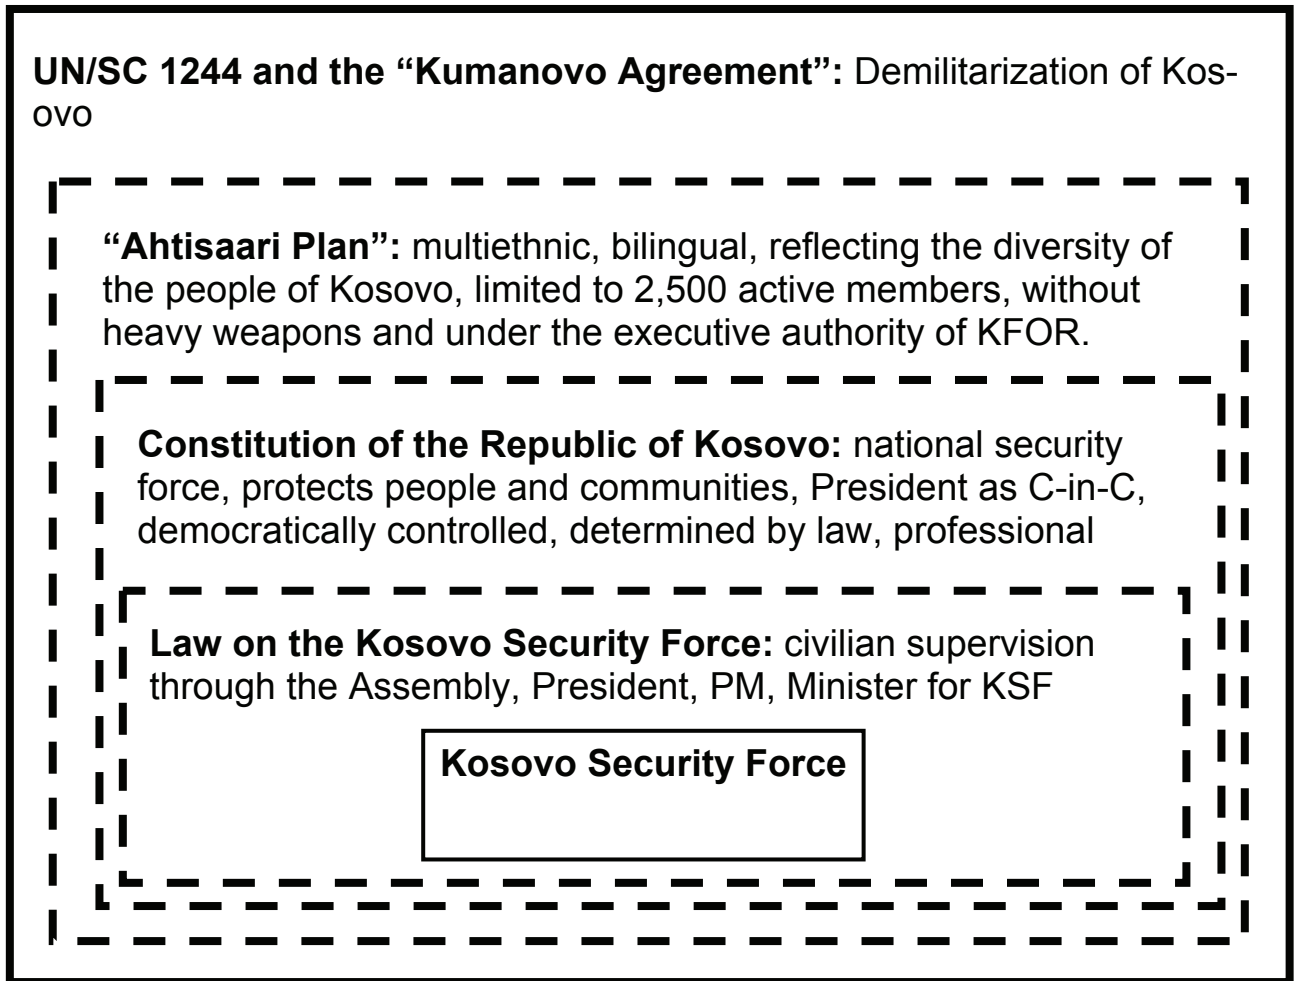 UN/SC 1244 and the “Kumanovo Agreement”: Demilitarization of Kos-
ovo
“Ahtisaari Plan”: multiethnic, bilingual, reflecting the diversity of
the people of Kosovo, limited to 2,500 active members, without
heavy weapons and under the executive authority of KFOR.
Constitution of the Republic of Kosovo: national security
force, protects people and communities, President as C-in-C,
democratically controlled, determined by law, professional
Law on the Kosovo Security Force: civilian supervision
through the Assembly, President, PM, Minister for KSF
Kosovo Security Force